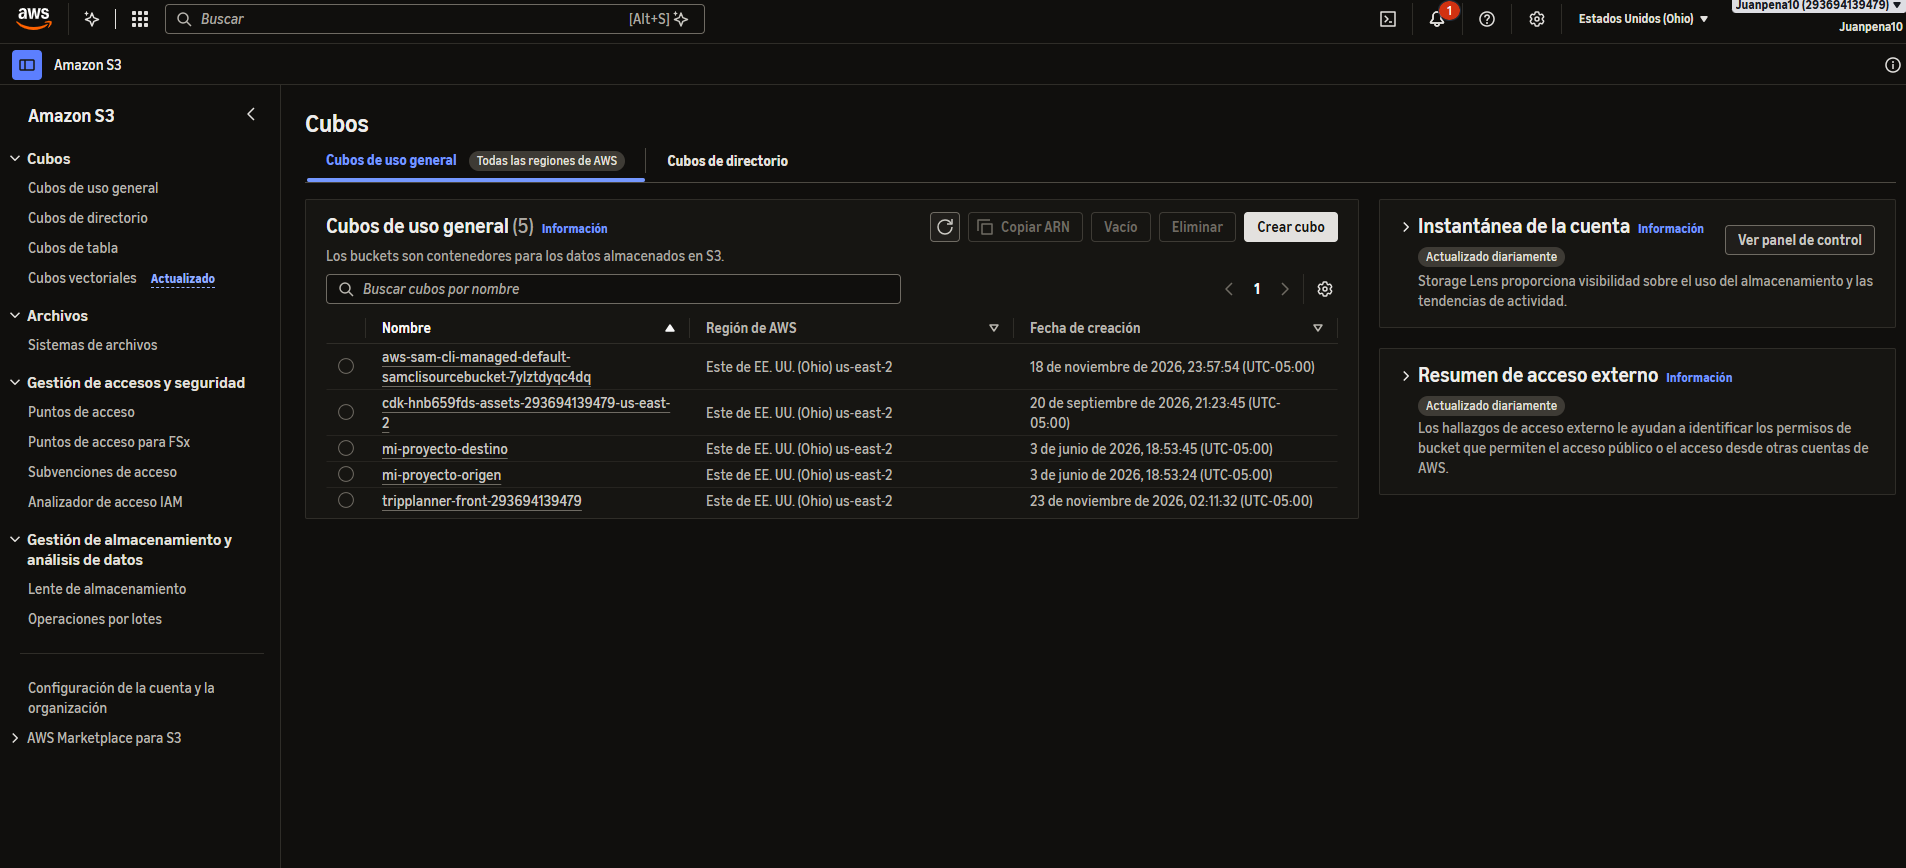 aws
Buscar
[Alt+S]
1
Estados Unidos (Ohio)
Juanpena10 (293694139479)
Juanpena10
Amazon S3
Amazon S3
Cubos
Cubos de uso general
Cubos de directorio
Cubos de tabla
Cubos vectoriales Actualizado
Archivos
Sistemas de archivos
Gestión de accesos y seguridad
Puntos de acceso
Puntos de acceso para FSx
Subvenciones de acceso
Analizador de acceso IAM
Gestión de almacenamiento y
análisis de datos
Lente de almacenamiento
Operaciones por lotes
Configuración de la cuenta y la
organización
AWS Marketplace para S3
Cubos
Cubos de uso general Todas las regiones de AWS Cubos de directorio
Cubos de uso general (5) Información
Copiar ARN Vacío Eliminar Crear cubo
Los buckets son contenedores para los datos almacenados en S3.
Buscar cubos por nombre
1
Nombre Región de AWS Fecha de creación
aws-sam-cli-managed-default-
samclisourcebucket-7ylztdyqc4dq
Este de EE. UU. (Ohio) us-east-2
18 de noviembre de 2026, 23:57:54 (UTC-05:00)
cdk-hnb659fds-assets-293694139479-us-east-
2
Este de EE. UU. (Ohio) us-east-2
20 de septiembre de 2026, 21:23:45 (UTC-
05:00)
mi-proyecto-destino Este de EE. UU. (Ohio) us-east-2 3 de junio de 2026, 18:53:45 (UTC-05:00)
mi-proyecto-origen Este de EE. UU. (Ohio) us-east-2 3 de junio de 2026, 18:53:24 (UTC-05:00)
tripplanner-front-293694139479 Este de EE. UU. (Ohio) us-east-2 23 de noviembre de 2026, 02:11:32 (UTC-05:00)
Instantánea de la cuenta Información
Ver panel de control
Actualizado diariamente
Storage Lens proporciona visibilidad sobre el uso del almacenamiento y las
tendencias de actividad.
Resumen de acceso externo Información
Actualizado diariamente
Los hallazgos de acceso externo le ayudan a identificar los permisos de
bucket que permiten el acceso público o el acceso desde otras cuentas de
AWS.